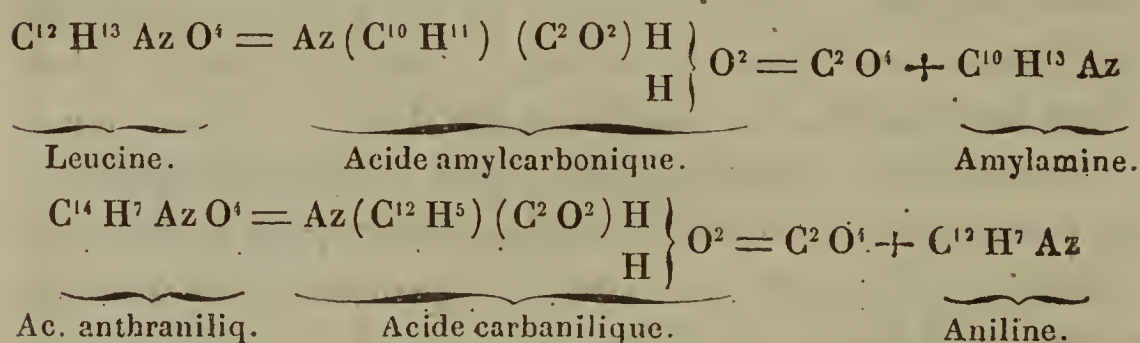 C¹² H¹³ Az O⁴ = Az (C¹⁰ H¹¹) (C² O²) H } O² = C² O⁴ + C¹⁰ H¹³ Az
H
Leucine. Acide amylcarbonique. Amylamine.
C¹⁴ H⁷ Az O⁴ = Az (C¹² H⁵) (C² O²) H } O² = C² O⁴ + C¹² H⁷ Az
H
Ac. anthraniliq. Acide carbanilique. Aniline.